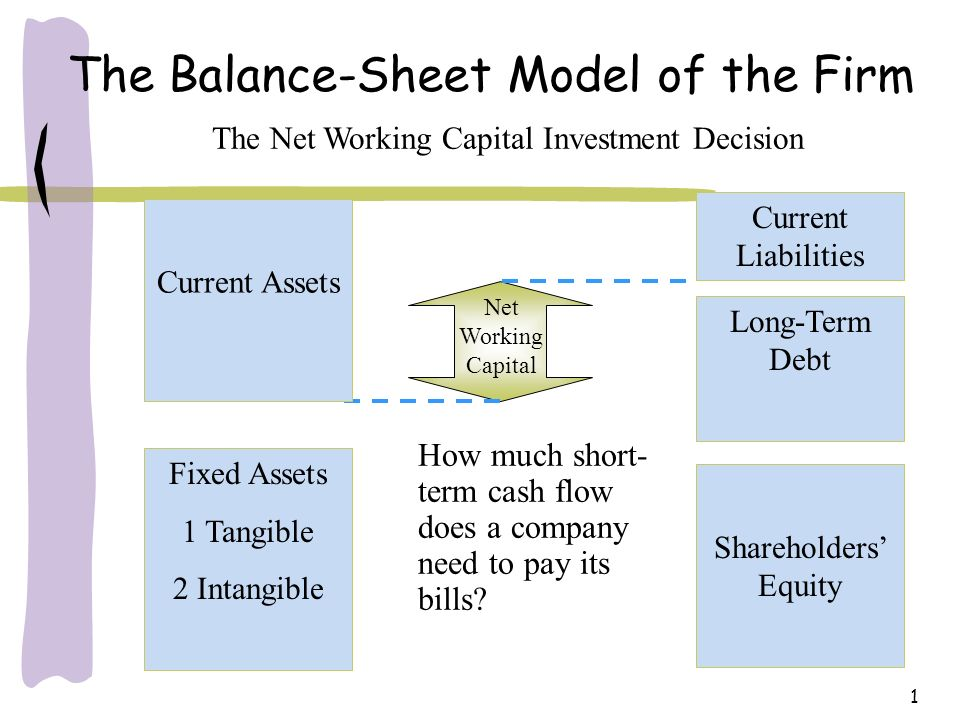 The Balance-Sheet Model of the Firm
The Net Working Capital Investment Decision
Current Assets
Fixed Assets
1 Tangible
2 Intangible
Net
Working
Capital
How much short-
term cash flow
does a company
need to pay its
bills?
Current
Liabilities
Long-Term
Debt
Shareholders’
Equity
1